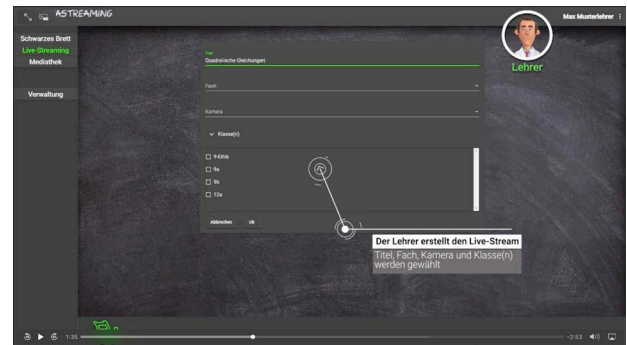 ASTREAMING
Max Musterlehrer
Schwarzes Brett
Live-Streaming
Mediathek
Verwaltung
Lehrer
Titel
Quadratische Gleichungen
Fach
Kamera
Klasse(n)
9-Ethik
9a
9b
12a
Abbrechen Ok
Der Lehrer erstellt den Live-Stream
Titel, Fach, Kamera und Klasse(n)
werden gewählt
1:35
-2:53